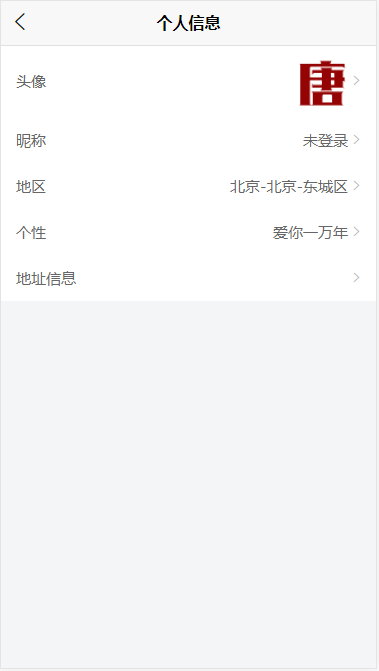 个人信息
头像
唐
昵称 未登录
地区 北京-北京-东城区
个性 爱你一万年
地址信息